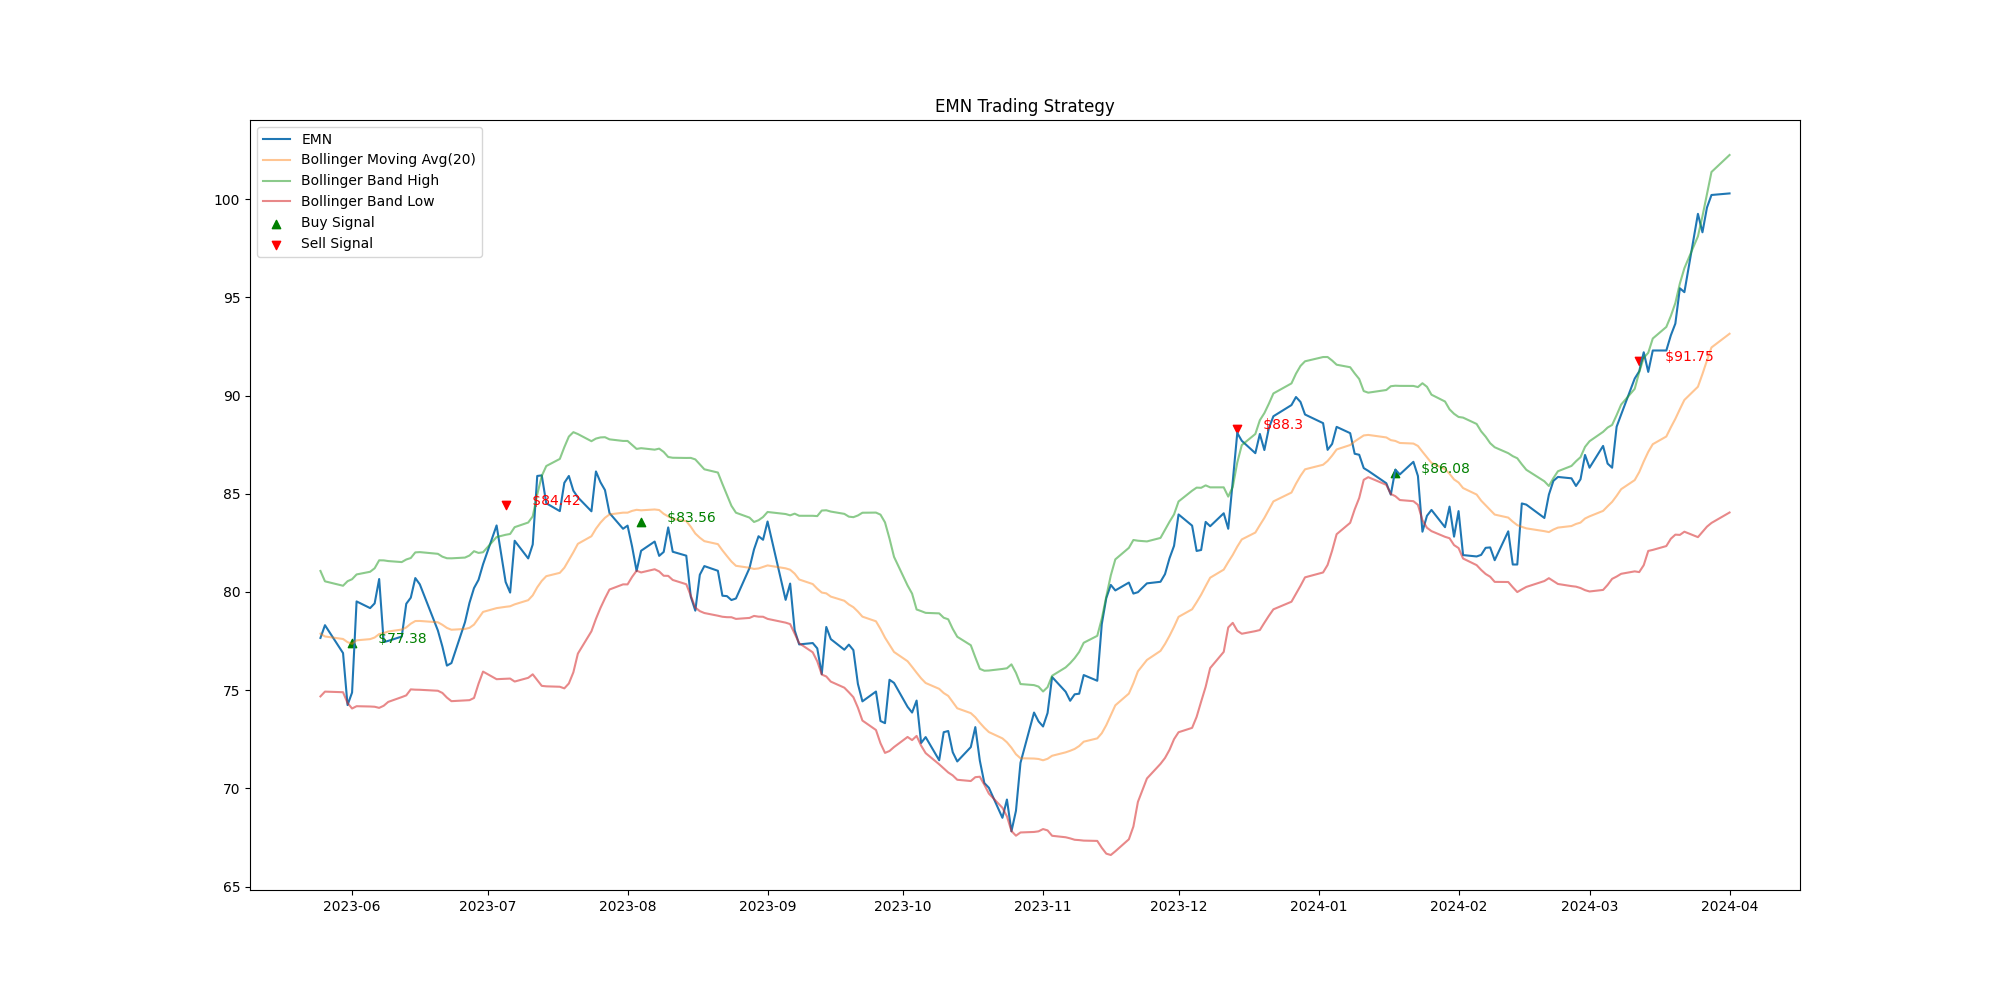 EMN Trading Strategy
EMN
Bollinger Moving Avg(20)
Bollinger Band High
Bollinger Band Low
Buy Signal
Sell Signal
100
95
90
85
80
75
70
65
$77.38
$84.42
$83.56
$88.3
$86.08
$91.75
2023-06 2023-07 2023-08 2023-09 2023-10 2023-11 2023-12 2024-01 2024-02 2024-03 2024-04